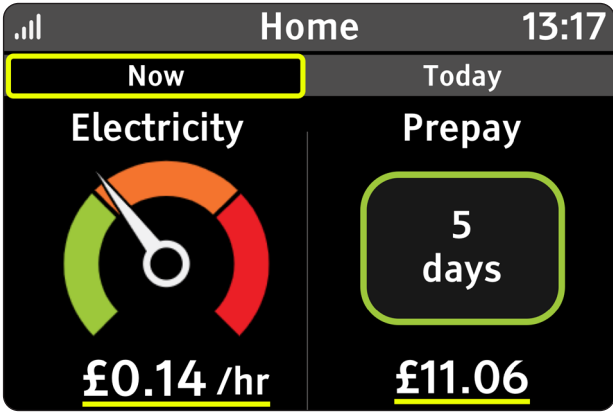 Home 13:17
Now Today
Electricity Prepay
5
days
£0.14 /hr £11.06